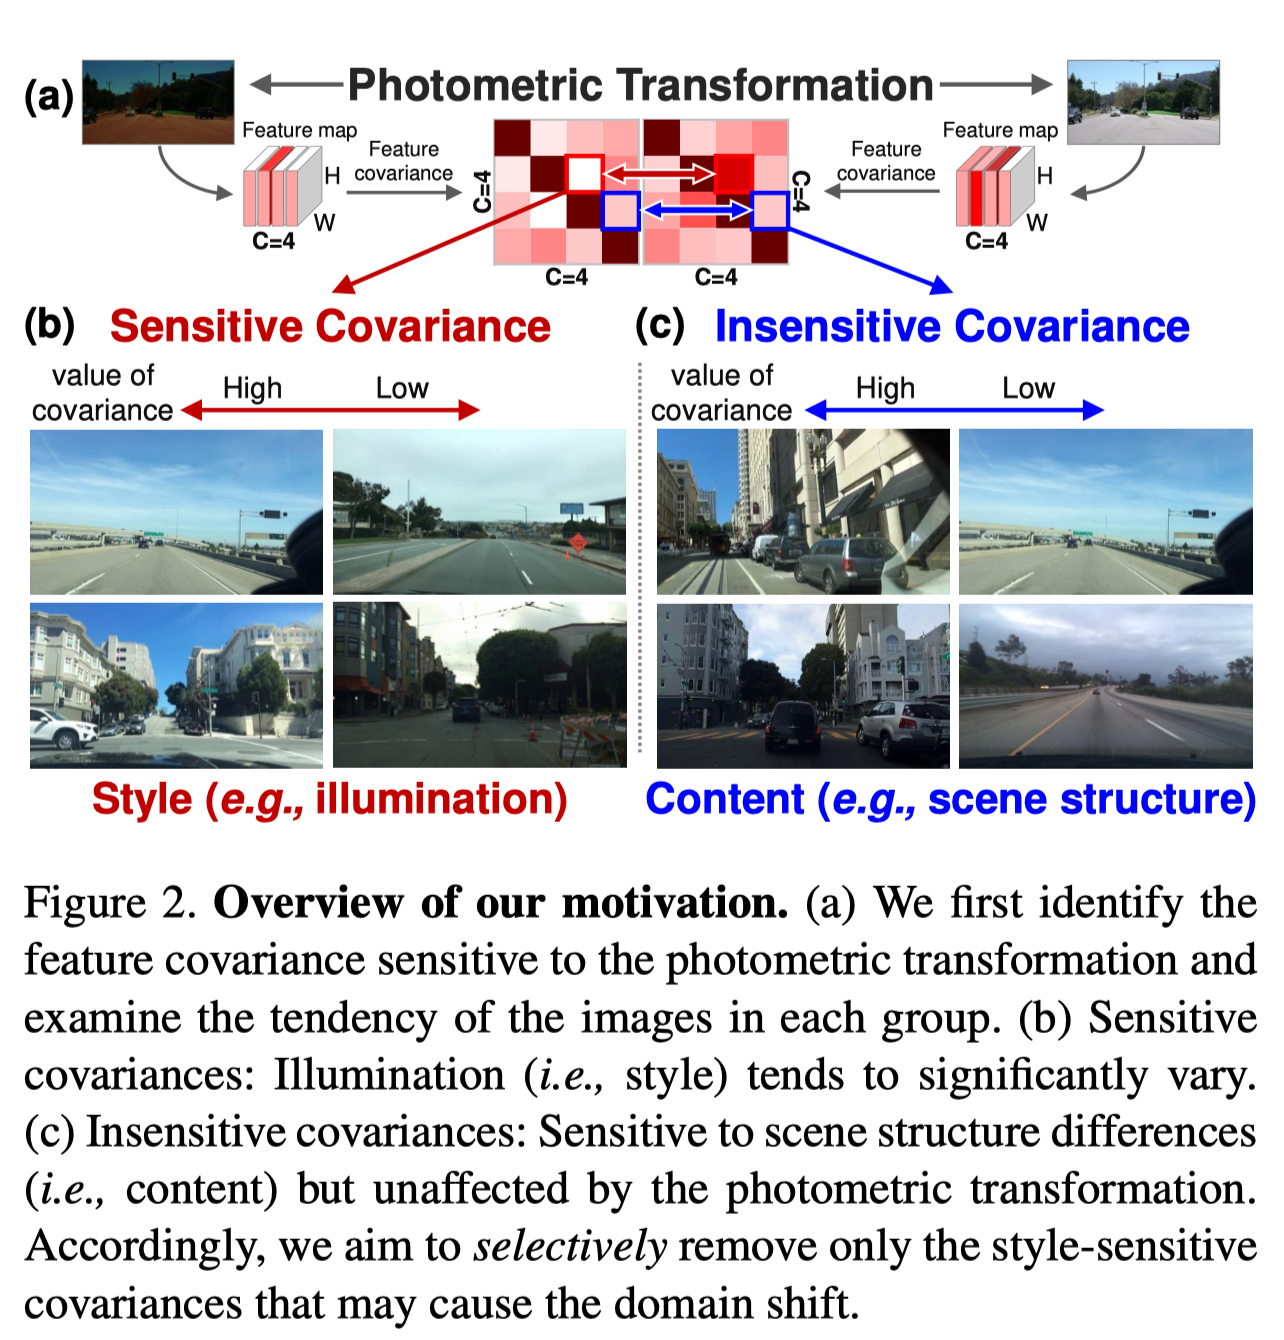 (a)
Photometric Transformation
Feature map
Feature covariance
H
W
C=4
C=4
C=4
C=4
C=4
Feature map
Feature covariance
H
W
C=4
(b) Sensitive Covariance
value of covariance
High
Low
Style (e.g., illumination)
(c) Insensitive Covariance
value of covariance
High
Low
Content (e.g., scene structure)
Figure 2. Overview of our motivation. (a) We first identify the
feature covariance sensitive to the photometric transformation and
examine the tendency of the images in each group. (b) Sensitive
covariances: Illumination (i.e., style) tends to significantly vary.
(c) Insensitive covariances: Sensitive to scene structure differences
(i.e., content) but unaffected by the photometric transformation.
Accordingly, we aim to selectively remove only the style-sensitive
covariances that may cause the domain shift.